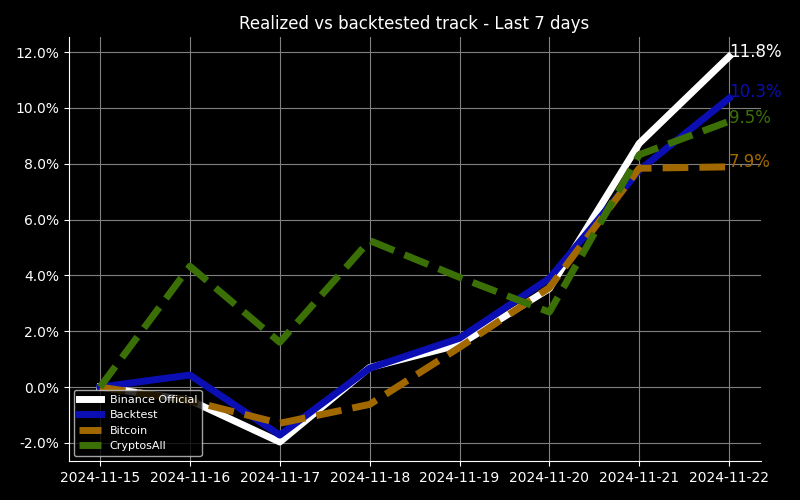 Realized vs backtested track - Last 7 days
12.0%
10.0%
8.0%
6.0%
4.0%
2.0%
0.0%
-2.0%
11.8%
10.3%
9.5%
7.9%
Binance Official
Backtest
Bitcoin
CryptosAll
2024-11-15 2024-11-16 2024-11-17 2024-11-18 2024-11-19 2024-11-20 2024-11-21 2024-11-22